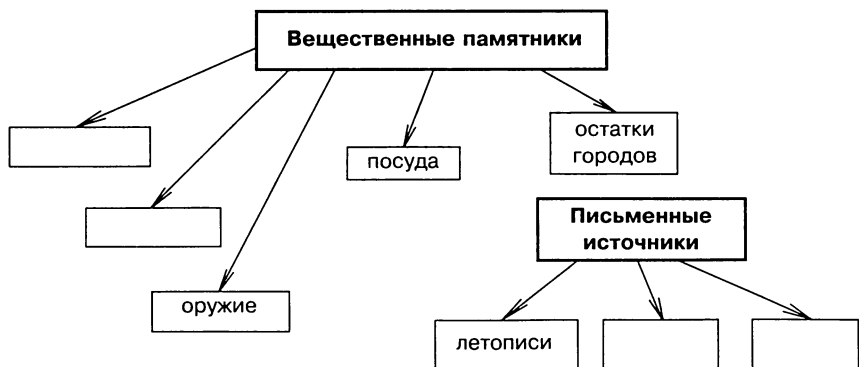 Вещественные памятники
посуда
остатки
городов
оружие
Письменные
источники
летописи